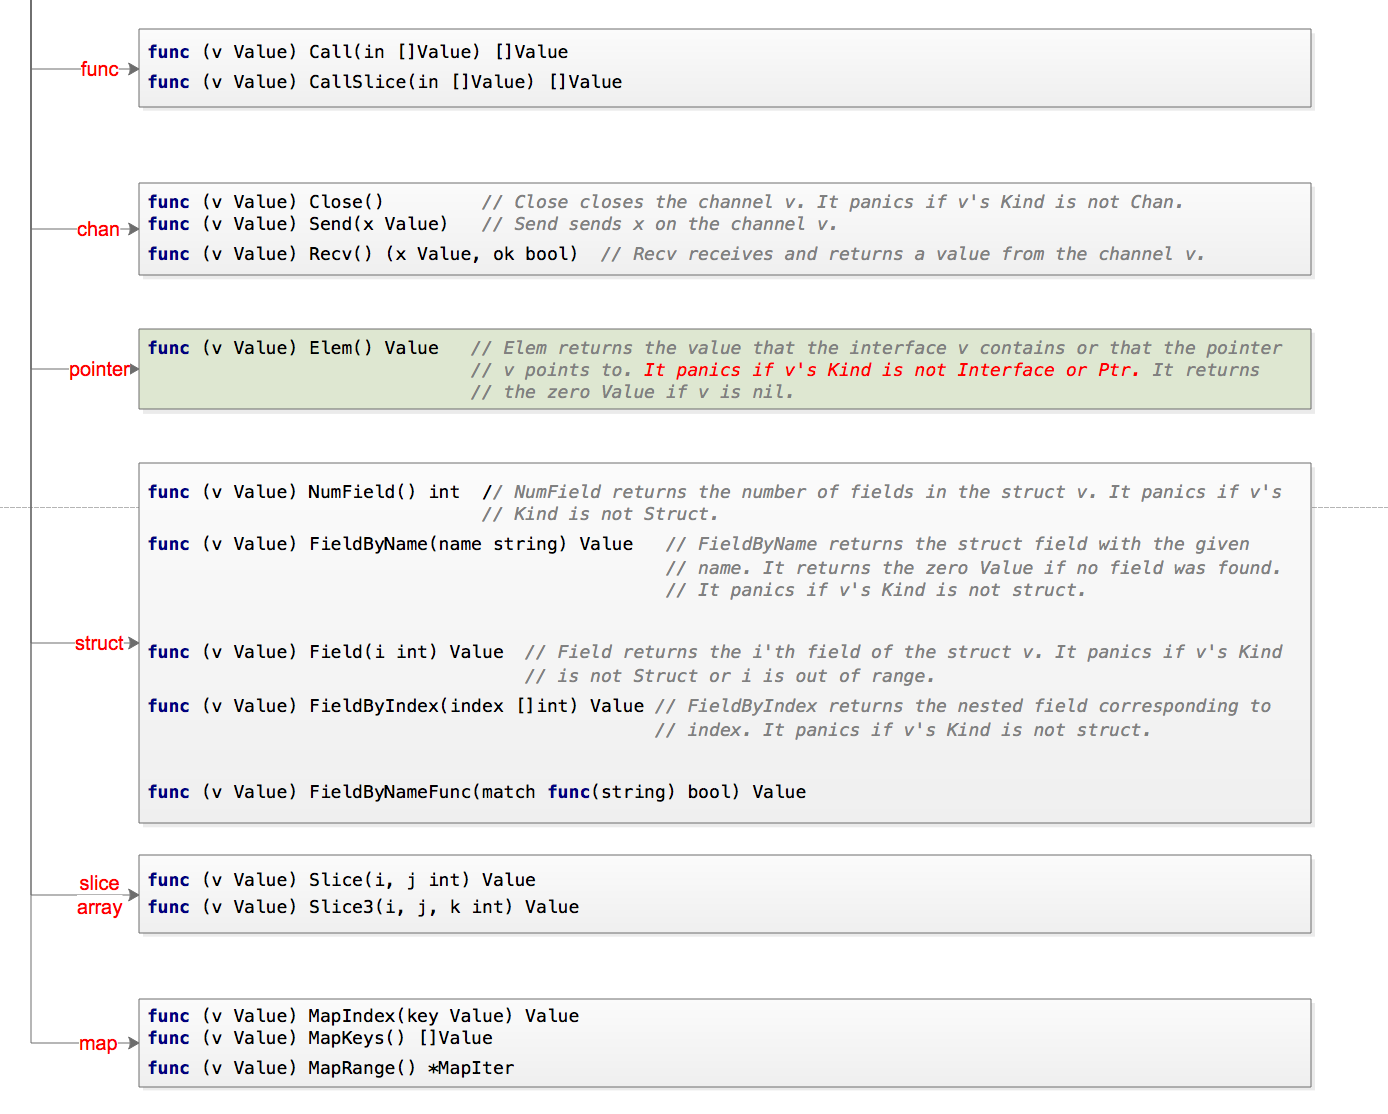 func
func (v Value) Call(in []Value) []Value
func (v Value) CallSlice(in []Value) []Value
chan
func (v Value) Close() // Close closes the channel v. It panics if v's Kind is not Chan.
func (v Value) Send(x Value) // Send sends x on the channel v.
func (v Value) Recv() (x Value, ok bool) // Recv receives and returns a value from the channel v.
pointer
func (v Value) Elem() Value // Elem returns the value that the interface v contains or that the pointer
// v points to. It panics if v's Kind is not Interface or Ptr. It returns
// the zero Value if v is nil.
struct
func (v Value) NumField() int // NumField returns the number of fields in the struct v. It panics if v's
// Kind is not Struct.
func (v Value) FieldByName(name string) Value // FieldByName returns the struct field with the given
// name. It returns the zero Value if no field was found.
// It panics if v's Kind is not struct.
func (v Value) Field(i int) Value // Field returns the i'th field of the struct v. It panics if v's Kind
// is not Struct or i is out of range.
func (v Value) FieldByIndex(index []int) Value // FieldByIndex returns the nested field corresponding to
// index. It panics if v's Kind is not struct.
func (v Value) FieldByNameFunc(match func(string) bool) Value
slice
array
func (v Value) Slice(i, j int) Value
func (v Value) Slice3(i, j, k int) Value
map
func (v Value) MapIndex(key Value) Value
func (v Value) MapKeys() []Value
func (v Value) MapRange() *MapIter